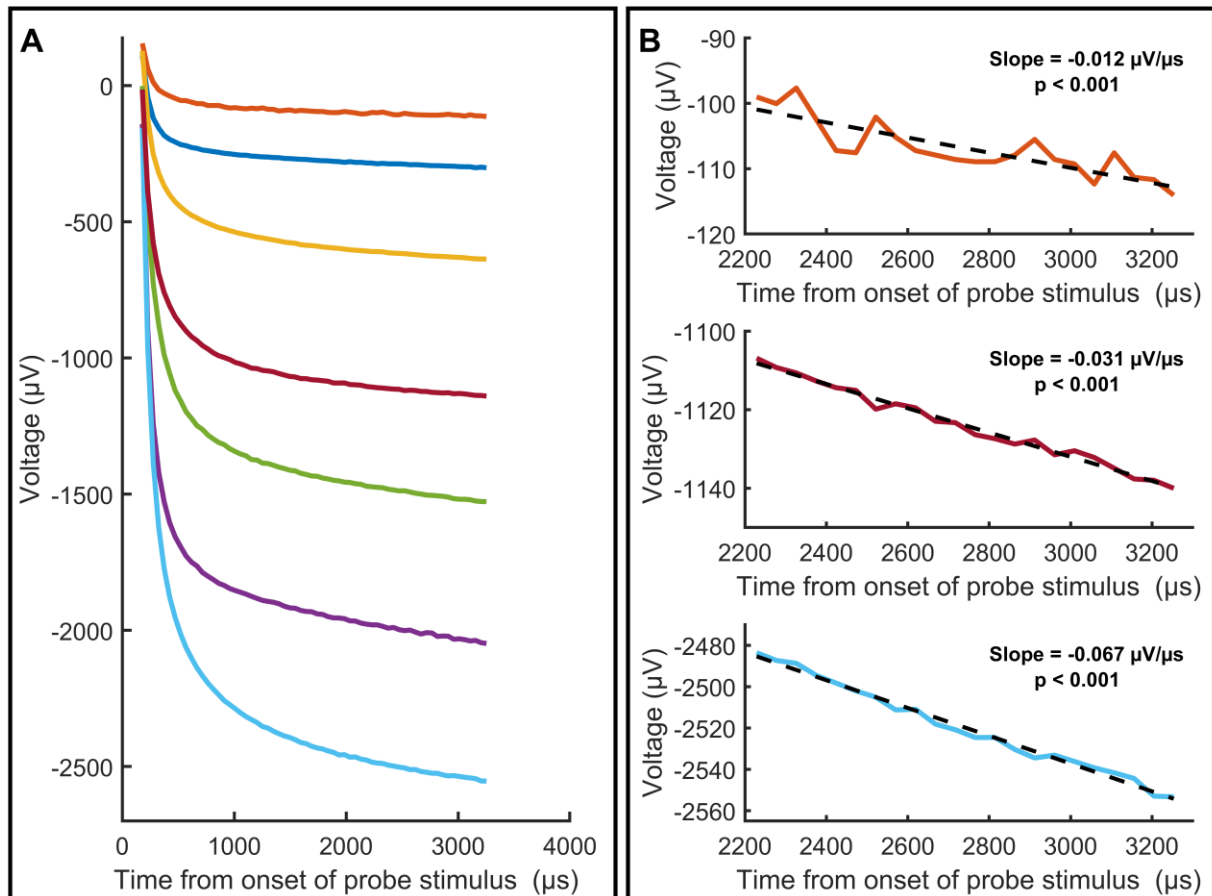 A
0
-500
-1000
-1500
-2000
-2500
Voltage (µV)
0 1000 2000 3000 4000
Time from onset of probe stimulus (µs)
B
-90
-100
-110
-120
Voltage (µV)
Slope = -0.012 µV/µs
p < 0.001
2200 2400 2600 2800 3000 3200
Time from onset of probe stimulus (µs)
-1100
-1120
-1140
Voltage (µV)
Slope = -0.031 µV/µs
p < 0.001
2200 2400 2600 2800 3000 3200
Time from onset of probe stimulus (µs)
-2480
-2500
-2520
-2540
-2560
Voltage (µV)
Slope = -0.067 µV/µs
p < 0.001
2200 2400 2600 2800 3000 3200
Time from onset of probe stimulus (µs)